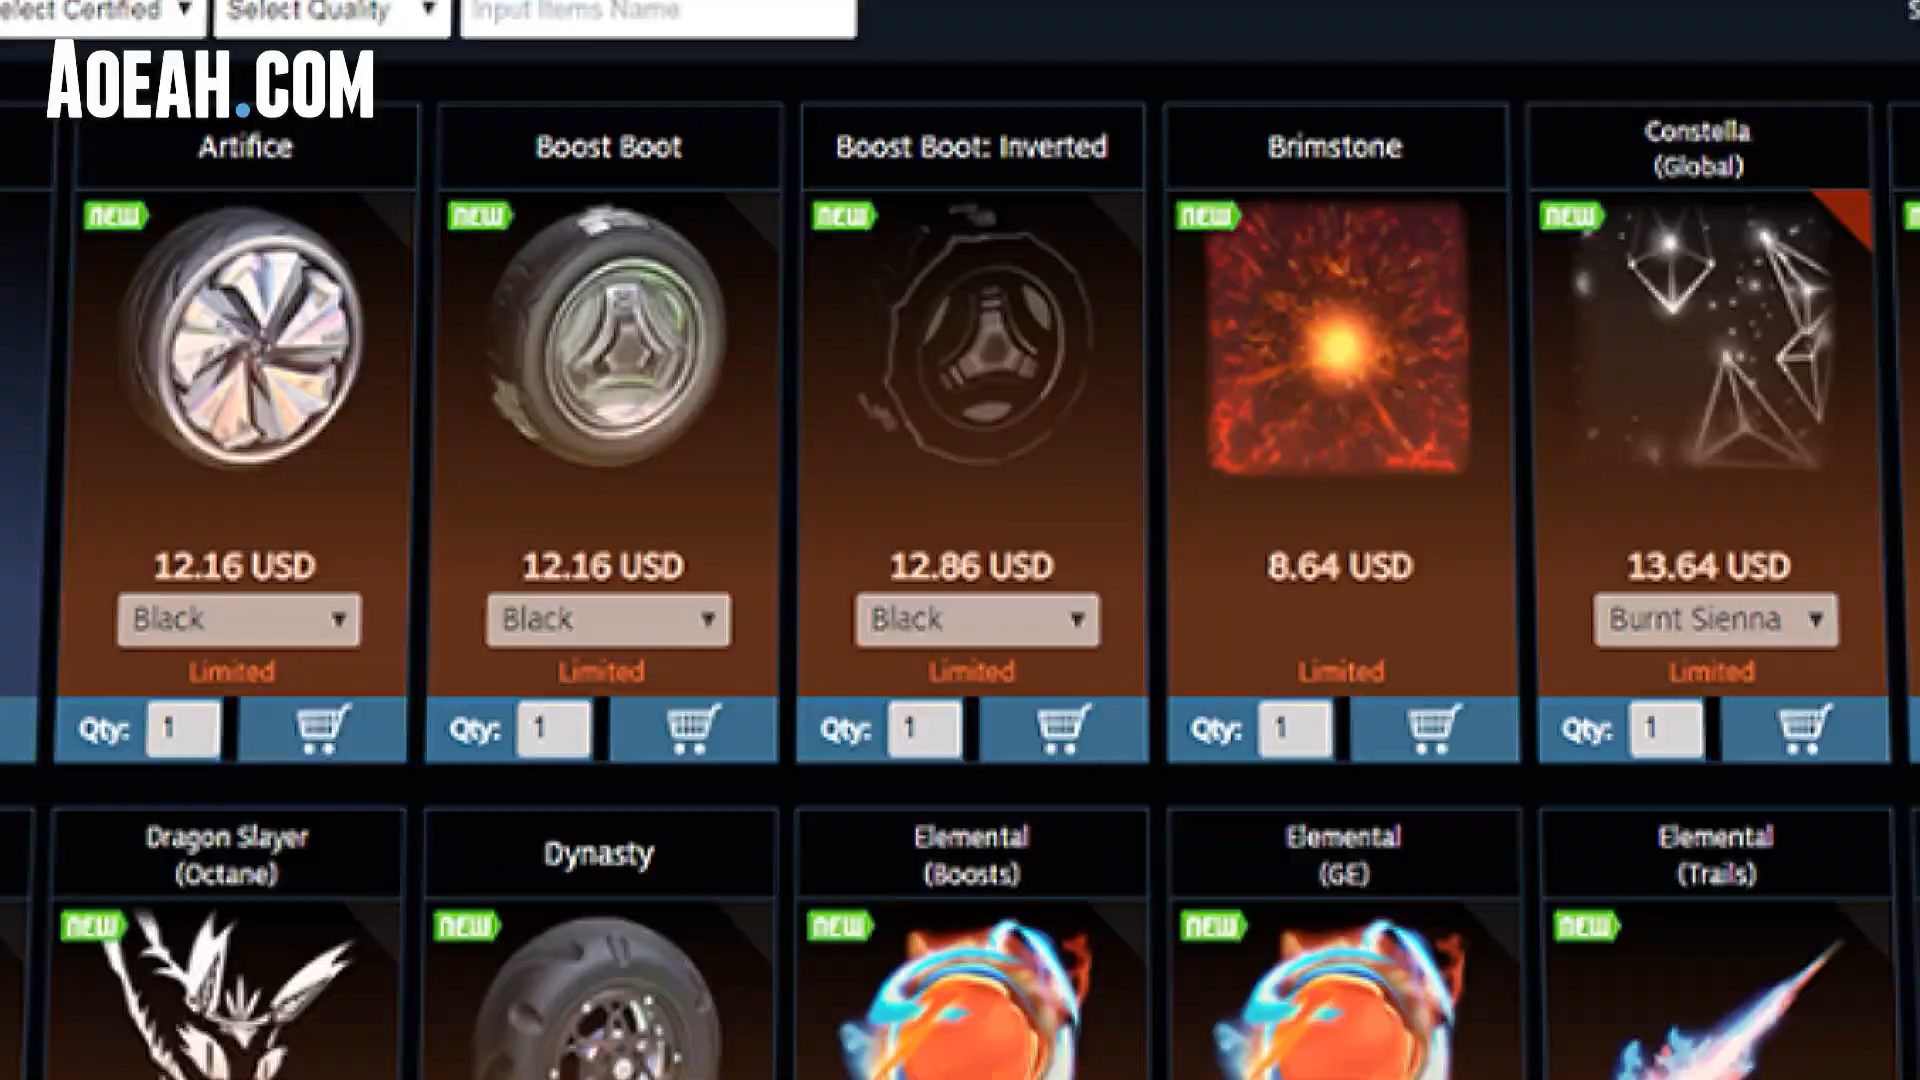 Select Quality
Input Items Name
AOEAH.COM
Artifice
Boost Boot
Boost Boot: Inverted
Brimstone
Constella
(Global)
NEW
NEW
NEW
NEW
NEW
12.16 USD
12.16 USD
12.86 USD
8.64 USD
13.64 USD
Black
Black
Black
Burnt Sienna
Limited
Limited
Limited
Limited
Limited
Qty: 1
Qty: 1
Qty: 1
Qty: 1
Qty: 1
Dragon Slayer
(Octane)
Dynasty
Elemental
(Boosts)
Elemental
(GE)
Elemental
(Trails)
NEW
NEW
NEW
NEW
NEW